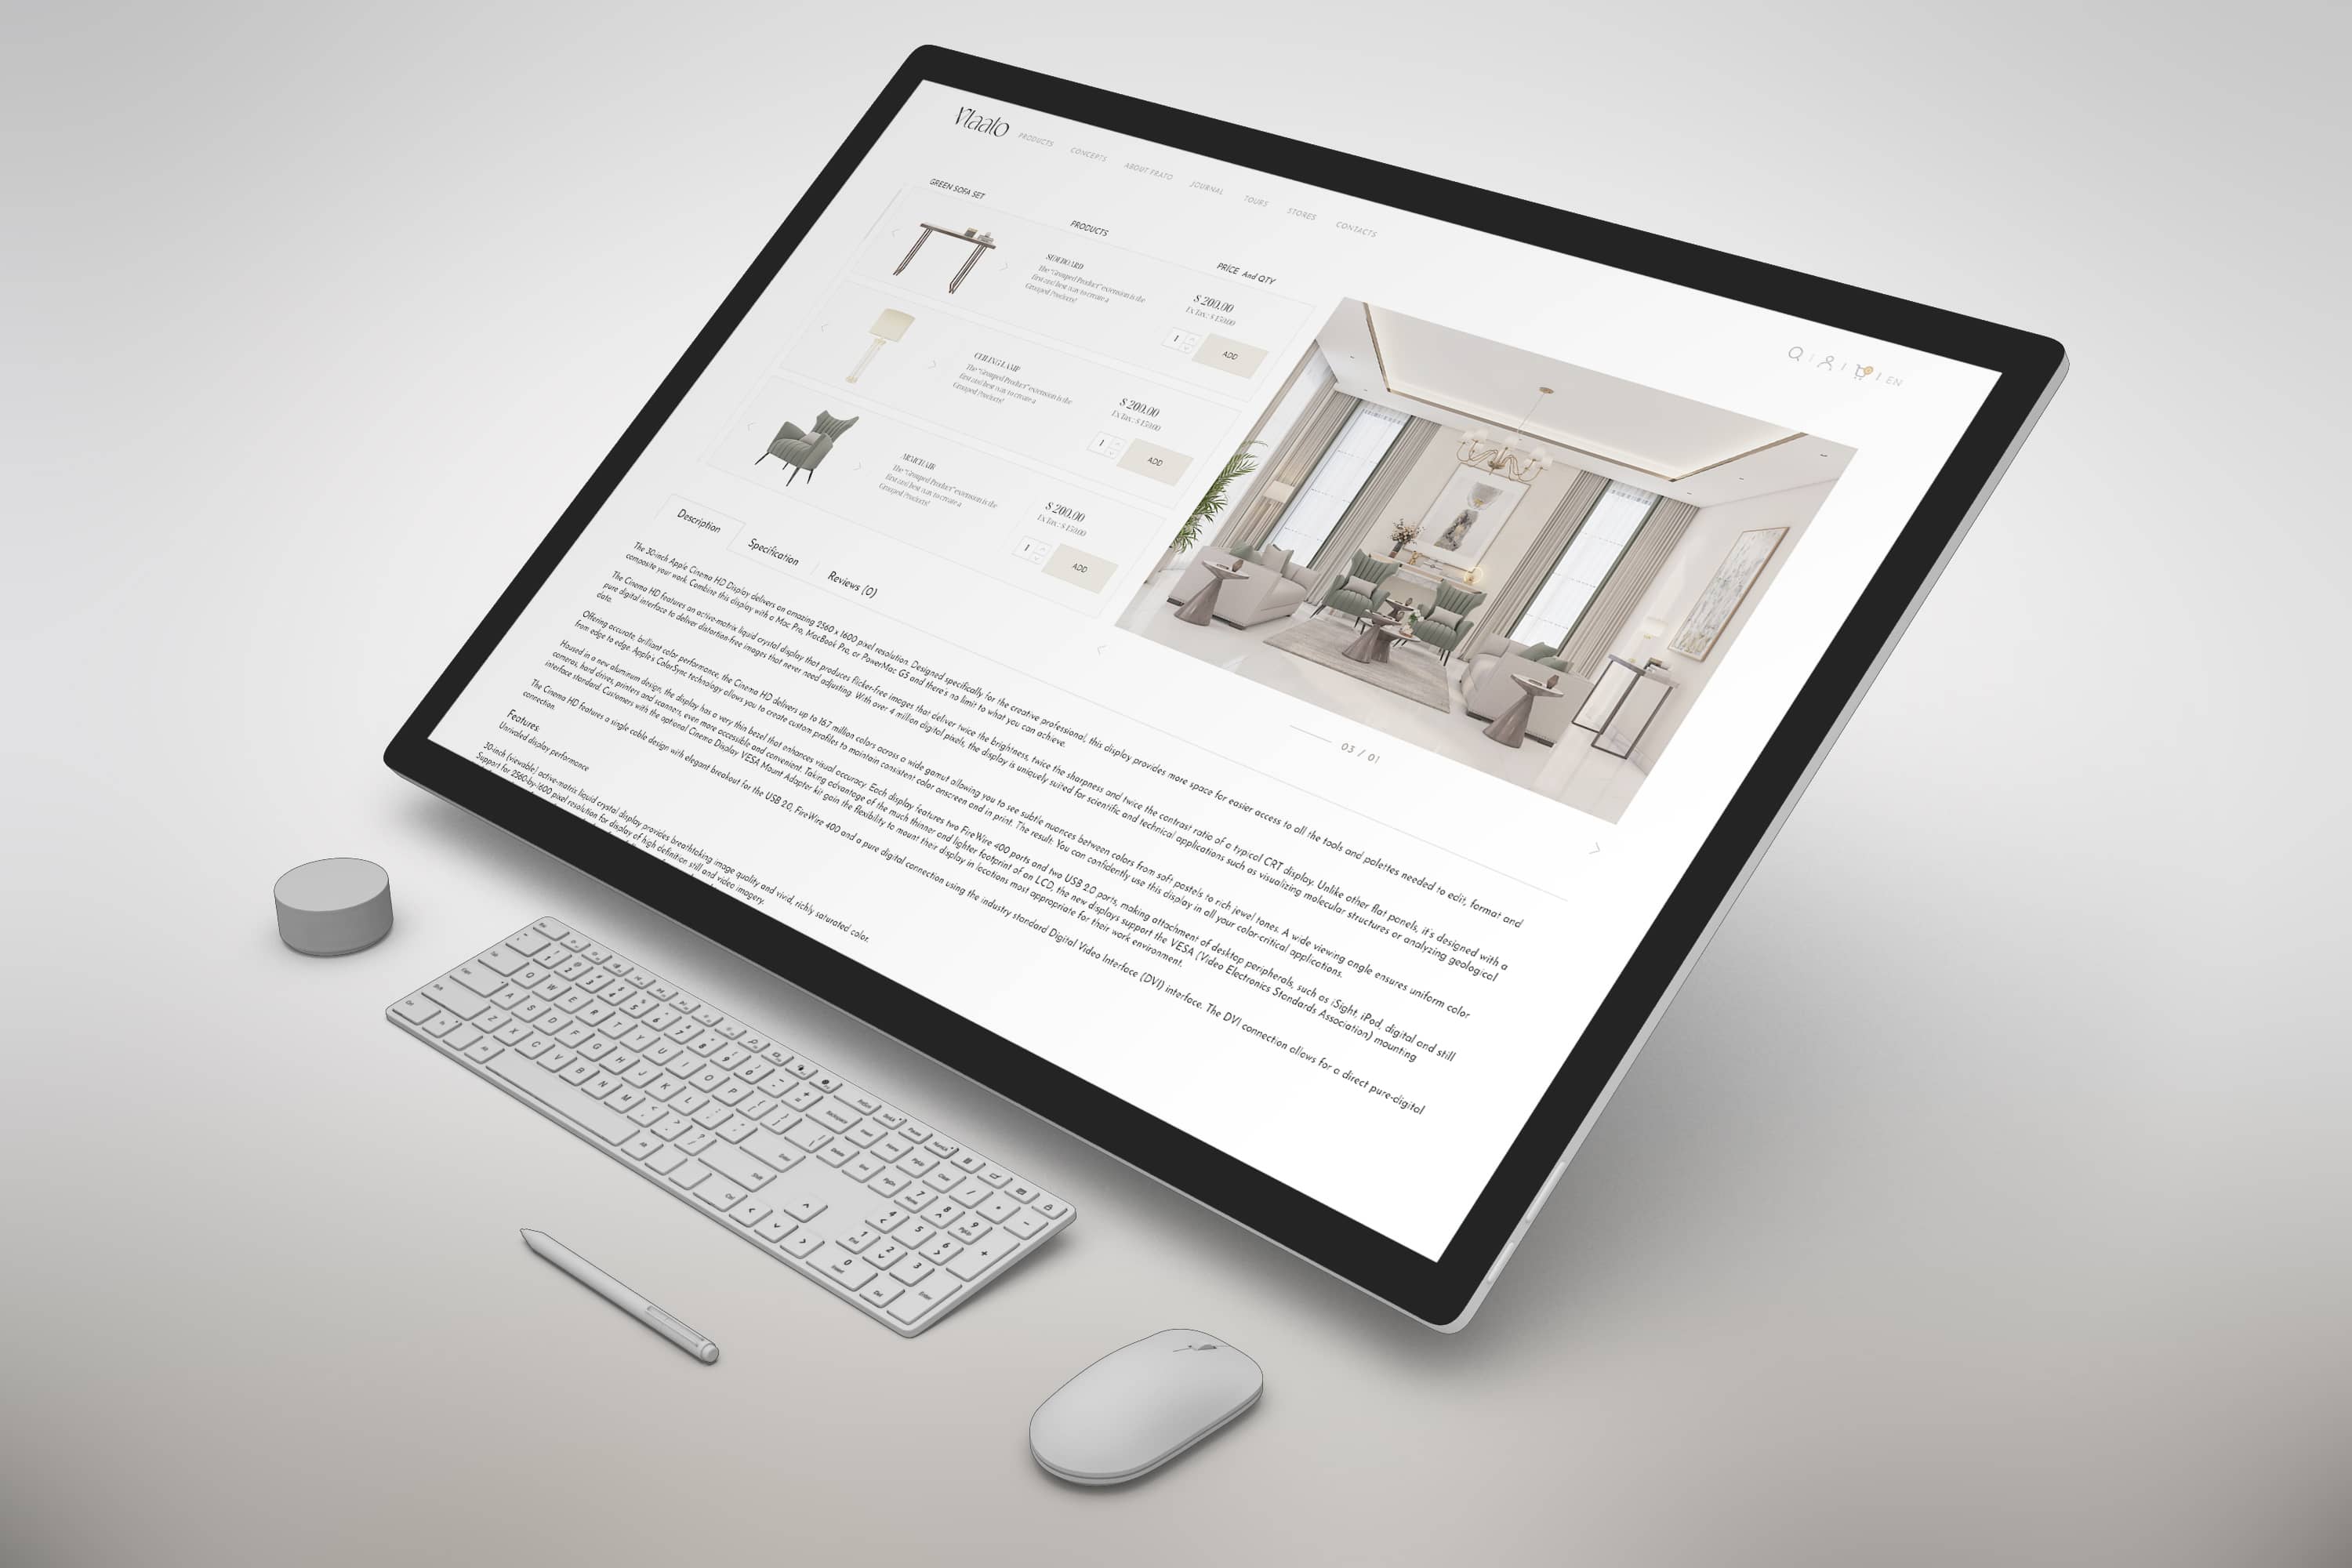 Vlaato
PRODUCTS CONCEPTS ABOUT FRATO JOURNAL TOURS STORES CONTACTS
EN
GREEN SOFA SET
PRODUCTS
PRICE And QTY
SIDEBOARD
The "Grouped Product" extension is the
first and best way to create a
Grouped Products!
$ 200.00
Ex Tax: $ 150.00
1
ADD
CEILING LAMP
The "Grouped Product" extension is the
first and best way to create a
Grouped Products!
$ 200.00
Ex Tax: $ 150.00
1
ADD
The "Grouped Product" extension is the
first and best way to create a
Grouped Products!
$ 200.00
Ex Tax: $ 150.00
1
ADD
03 / 01
Description
Specification
Reviews (0)
The 30-inch Apple Cinema HD Display delivers an amazing 2560 x 1600 pixel resolution. Designed specifically for the creative professional, this display provides more space for easier access to all the tools and palettes needed to edit, format and
composite your work. Combine this display with a Mac Pro, MacBook Pro, or PowerMac G5 and there's no limit to what you can achieve.
The Cinema HD features an active-matrix liquid crystal display that produces flicker-free images that deliver twice the brightness, twice the sharpness and twice the contrast ratio of a typical CRT display. Unlike other flat panels, it's designed with a
pure digital interface to deliver distortion-free images that never need adjusting. With over 4 million digital pixels, the display is uniquely suited for scientific and technical applications such as visualizing molecular structures or analyzing geological
data.
Offering accurate, brilliant color performance, the Cinema HD delivers up to 16.7 million colors across a wide gamut allowing you to see subtle nuances between colors from soft pastels to rich jewel tones. A wide viewing angle ensures uniform color
from edge to edge. Apple's ColorSync technology allows you to create custom profiles to maintain consistent color onscreen and in print. The result: You can confidently use this display in all your color-critical applications.
Housed in a new aluminum design, the display has a very thin bezel that enhances visual accuracy. Each display features two FireWire 400 ports and two USB 2.0 ports, making attachment of desktop peripherals, such as iSight, iPod, digital and still
cameras, hard drives, printers and scanners, even more accessible and convenient. Taking advantage of the much thinner and lighter footprint of an LCD, the new displays support the VESA (Video Electronics Standards Association) mounting
interface standard. Customers with the optional Cinema Display VESA Mount Adapter kit gain the flexibility to mount their display in locations most appropriate for their work environment.
The Cinema HD features a single cable design with elegant breakout for the USB 2.0, FireWire 400 and a pure digital connection using the industry standard Digital Video Interface (DVI) interface. The DVI connection allows for a direct pure-digital
connection.
Features:
Unrivaled display performance
30-inch (viewable) active-matrix liquid crystal display provides breathtaking image quality and vivid, richly saturated color.
Support for 2560-by-1600 pixel resolution for display of high definition still and video imagery.
Q W E R T Y U I O P
A S D F G H J K L
Z X C V B N M
Backspace
Enter
Shift
7 8 9
4 5 6
1 2 3
0